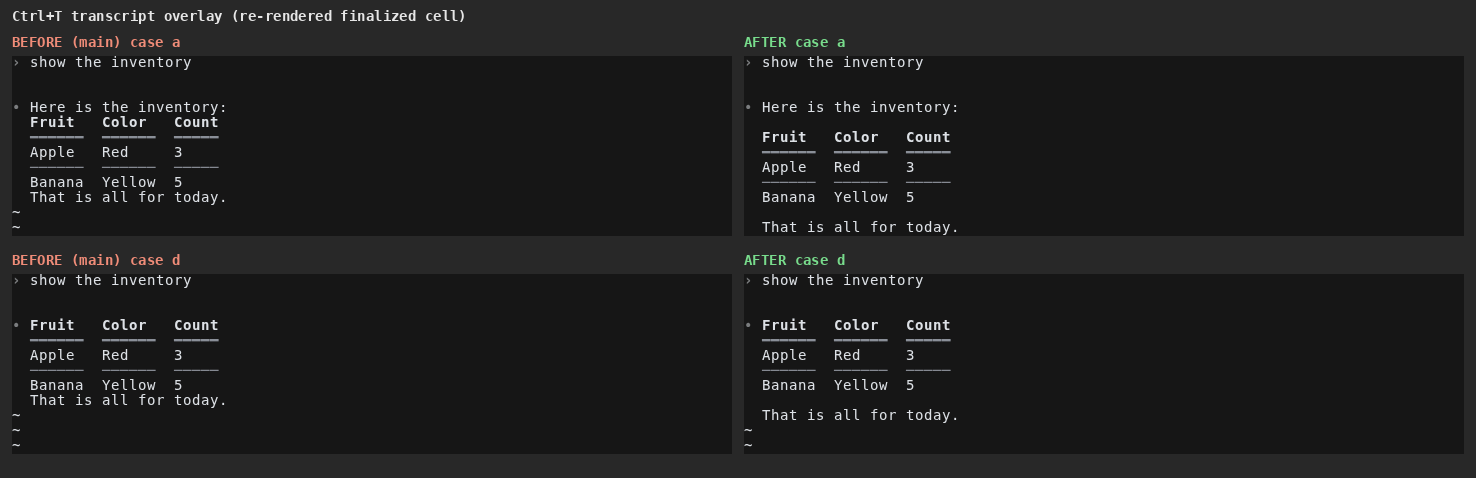 Ctrl+T transcript overlay (re-rendered finalized cell)
BEFORE (main) case a
› show the inventory
• Here is the inventory:
Fruit Color Count
Apple Red 3
Banana Yellow 5
That is all for today.
~
~
AFTER case a
› show the inventory
• Here is the inventory:
Fruit Color Count
Apple Red 3
Banana Yellow 5
That is all for today.
BEFORE (main) case d
› show the inventory
• Fruit Color Count
Apple Red 3
Banana Yellow 5
That is all for today.
~
~
~
AFTER case d
› show the inventory
• Fruit Color Count
Apple Red 3
Banana Yellow 5
That is all for today.
~
~